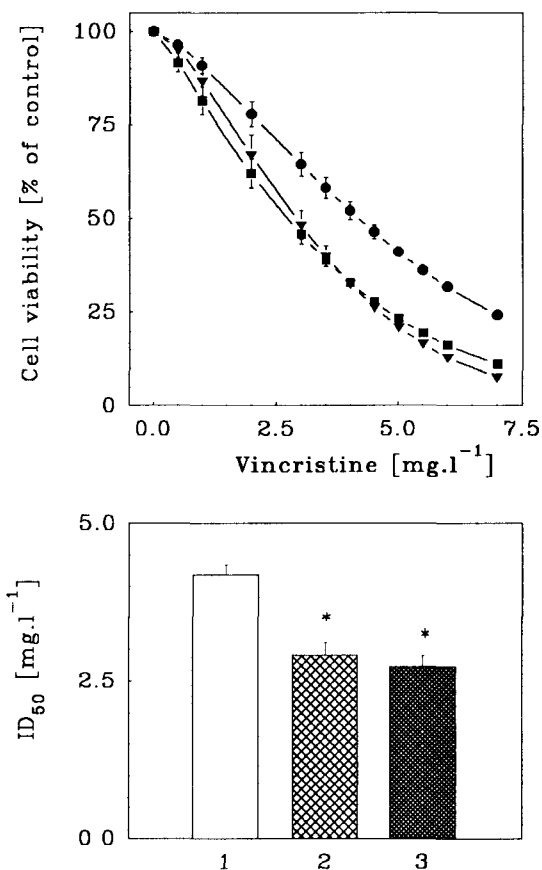 Cell viability [% of control]
100
75
50
25
0
0.0 2.5 5.0 7.5
Vincristine [mg.l⁻¹]
ID₅₀ [mg.l⁻¹]
5.0
2.5
0 0
* *
1 2 3